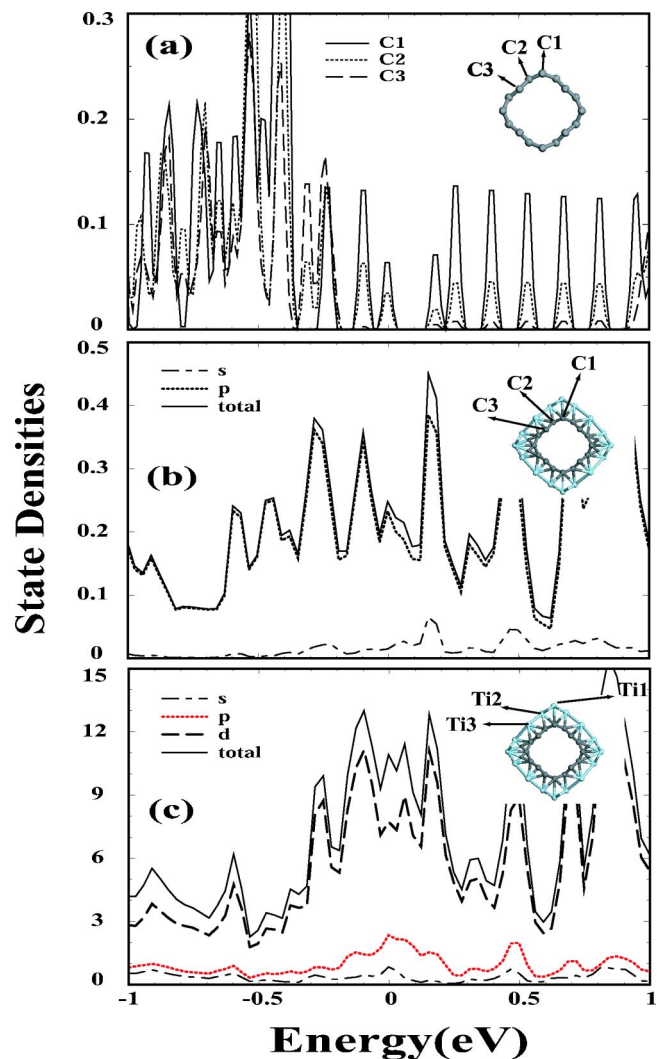 0.3
(a)
C1
C2
C3
C1
C2
C3
0.2
0.1
0
0.5
s
p
total
C1
C2
C3
0.4
(b)
0.3
0.2
0.1
0
State Densities
15
s
p
d
total
Ti1
Ti2
Ti3
12
(c)
9
6
3
0
-1 -0.5 0 0.5 1
Energy(eV)